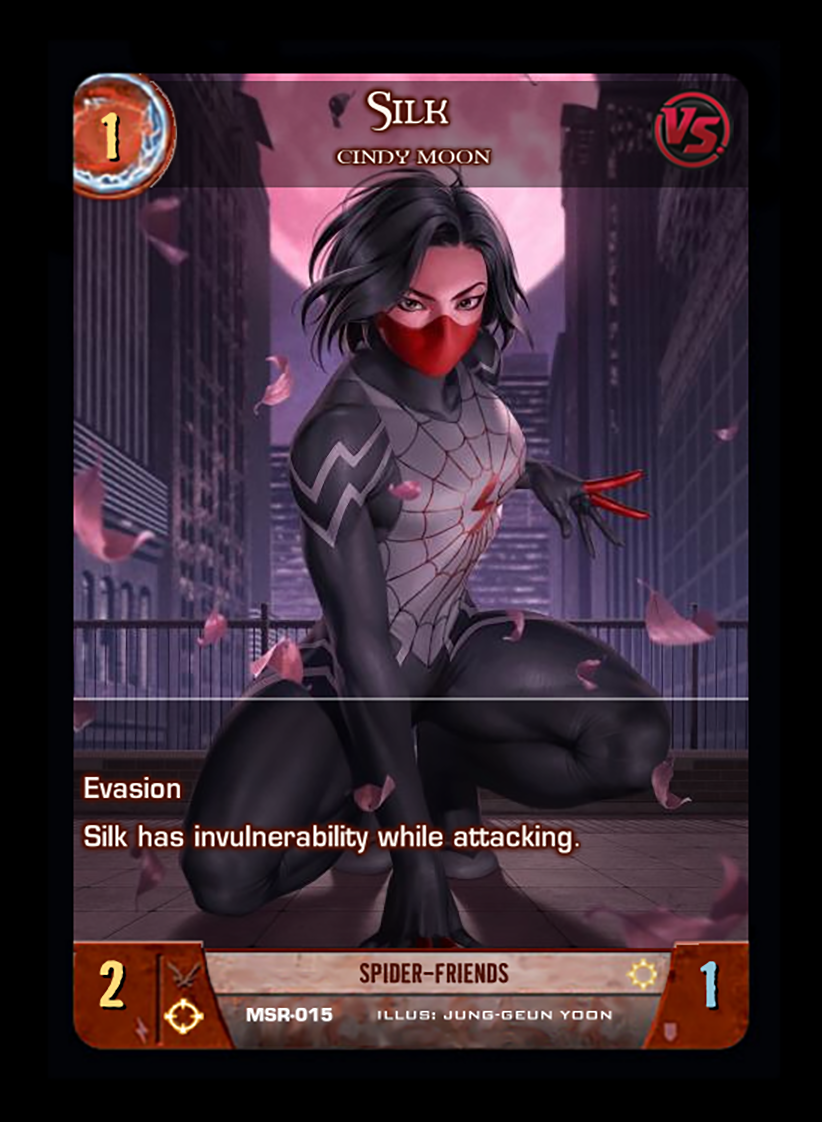 1
Silk
VS.
CINDY MOON
Evasion
Silk has invulnerability while attacking.
2
SPIDER-FRIENDS
1
MSR-015
ILLUS: JUNG-GEUN YOON